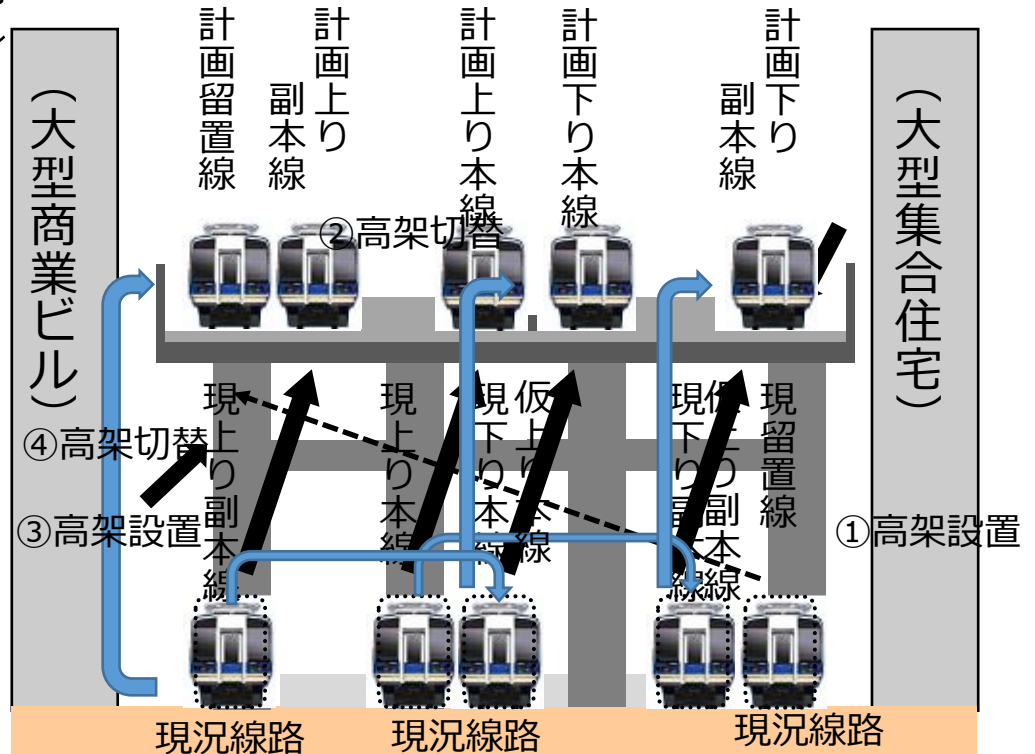 計画留置線
計画上り
副本線
計画上り本線
計画下り本線
計画下り
副本線
(大型商業ビル)
(大型集合住宅)
②高架切替
現上り副本線
現上り本線
現下り本線
仮上り本線
現下り副本線
仮上り副本線
現留置線
④高架切替
③高架設置
①高架設置
現況線路
現況線路
現況線路